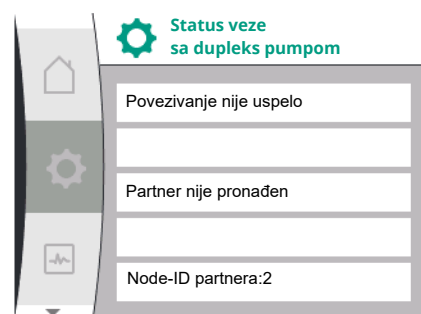 Status veze
sa dupleks pumpom
Povezivanje nije uspelo
Partner nije pronađen
Node-ID partnera:2